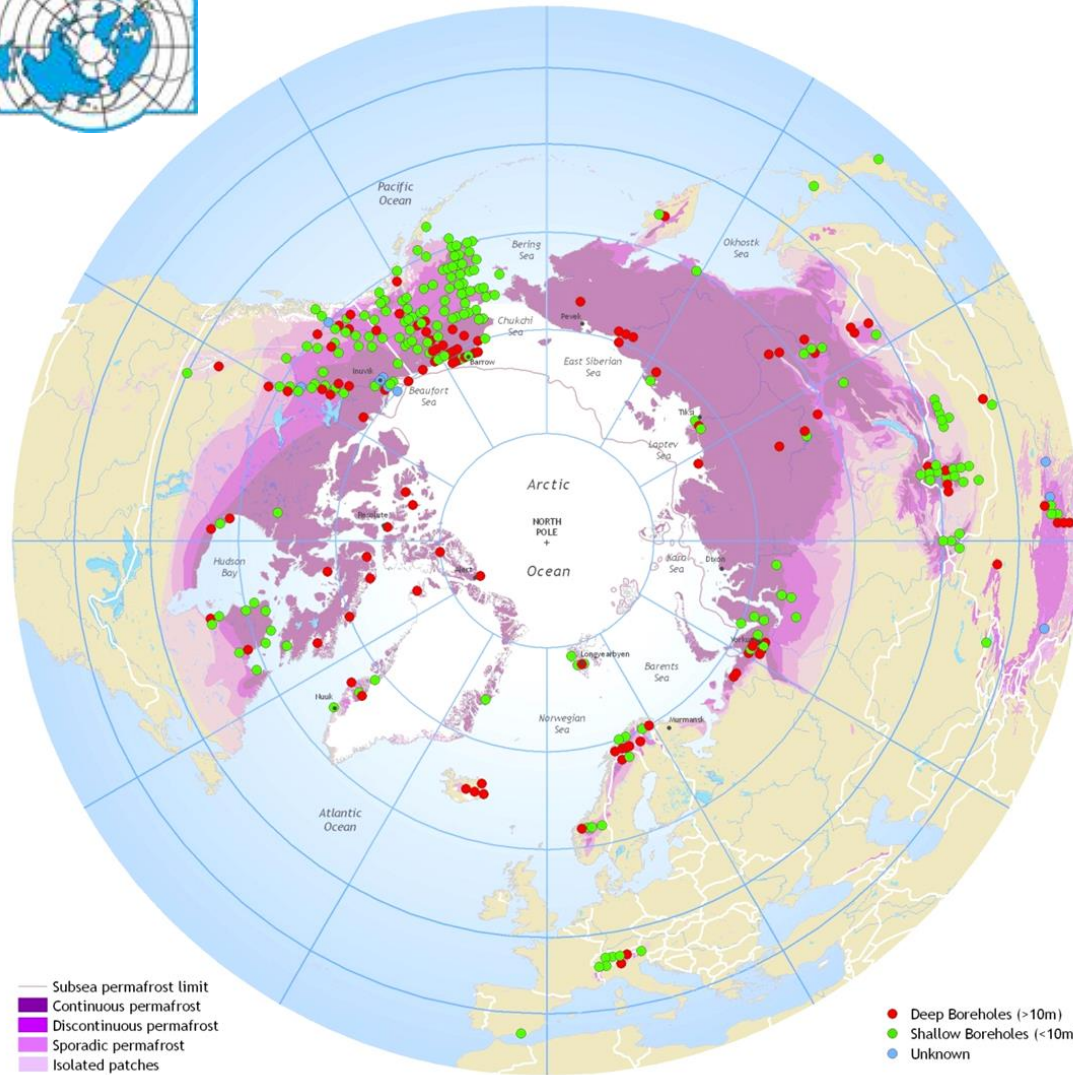 Pacific
Ocean
Bering
Sea
Okhostk
Sea
Pevek
Chukchi
Sea
Barrow
East Siberian
Sea
Inuvik
Beaufort
Sea
Tiksi
Laptev
Sea
Arctic
Resolute
NORTH
POLE
+
Ocean
Hudson
Bay
Kara
Sea
Dixon
Alert
Longyearbyen
Barents
Sea
Nuuk
Norwegian
Sea
Murmansk
Atlantic
Ocean
Subsea permafrost limit
Continuous permafrost
Discontinuous permafrost
Sporadic permafrost
Isolated patches
Deep Boreholes (>10m)
Shallow Boreholes (<10m
Unknown